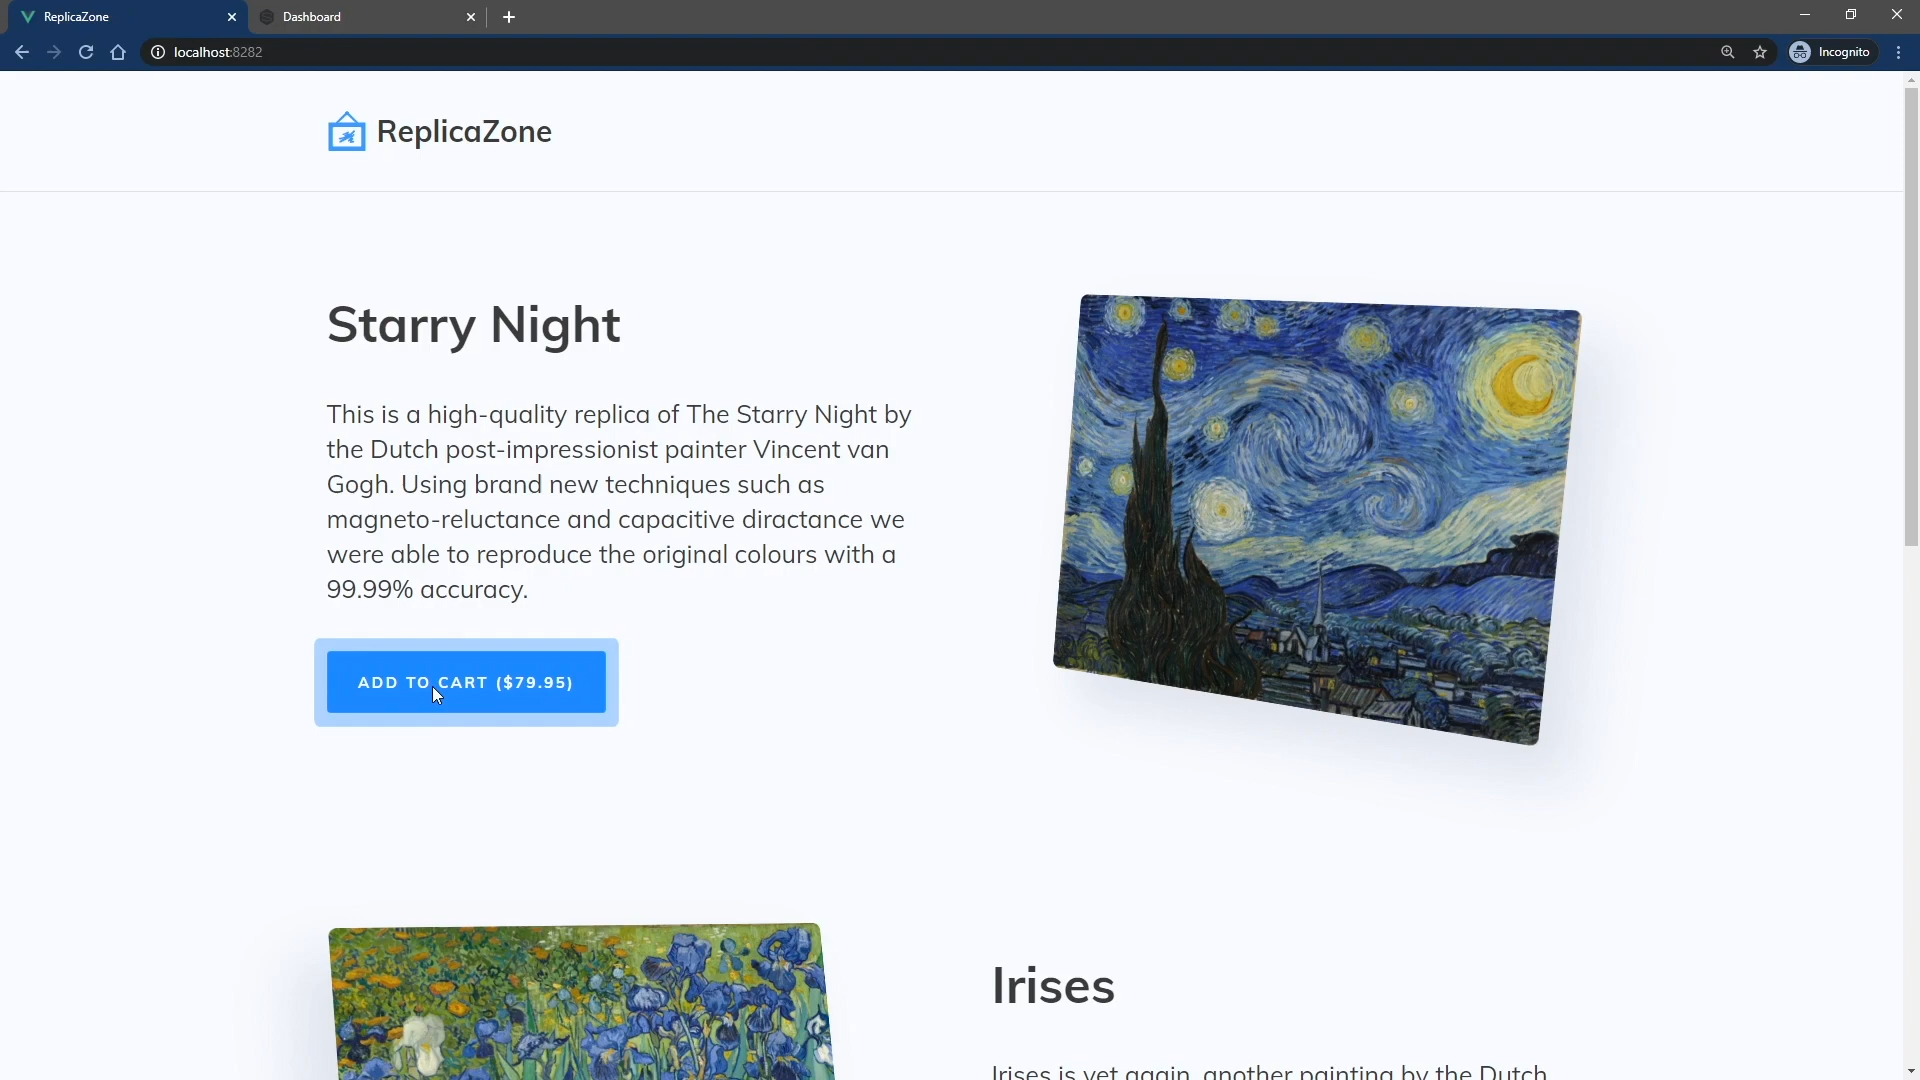 ReplicaZone
Dashboard
localhost:8282
Incognito
ReplicaZone
Starry Night
This is a high-quality replica of The Starry Night by
the Dutch post-impressionist painter Vincent van
Gogh. Using brand new techniques such as
magneto-reluctance and capacitive diractance we
were able to reproduce the original colours with a
99.99% accuracy.
ADD TO CART ($79.95)
Irises
Irises is yet again, another painting by the Dutch